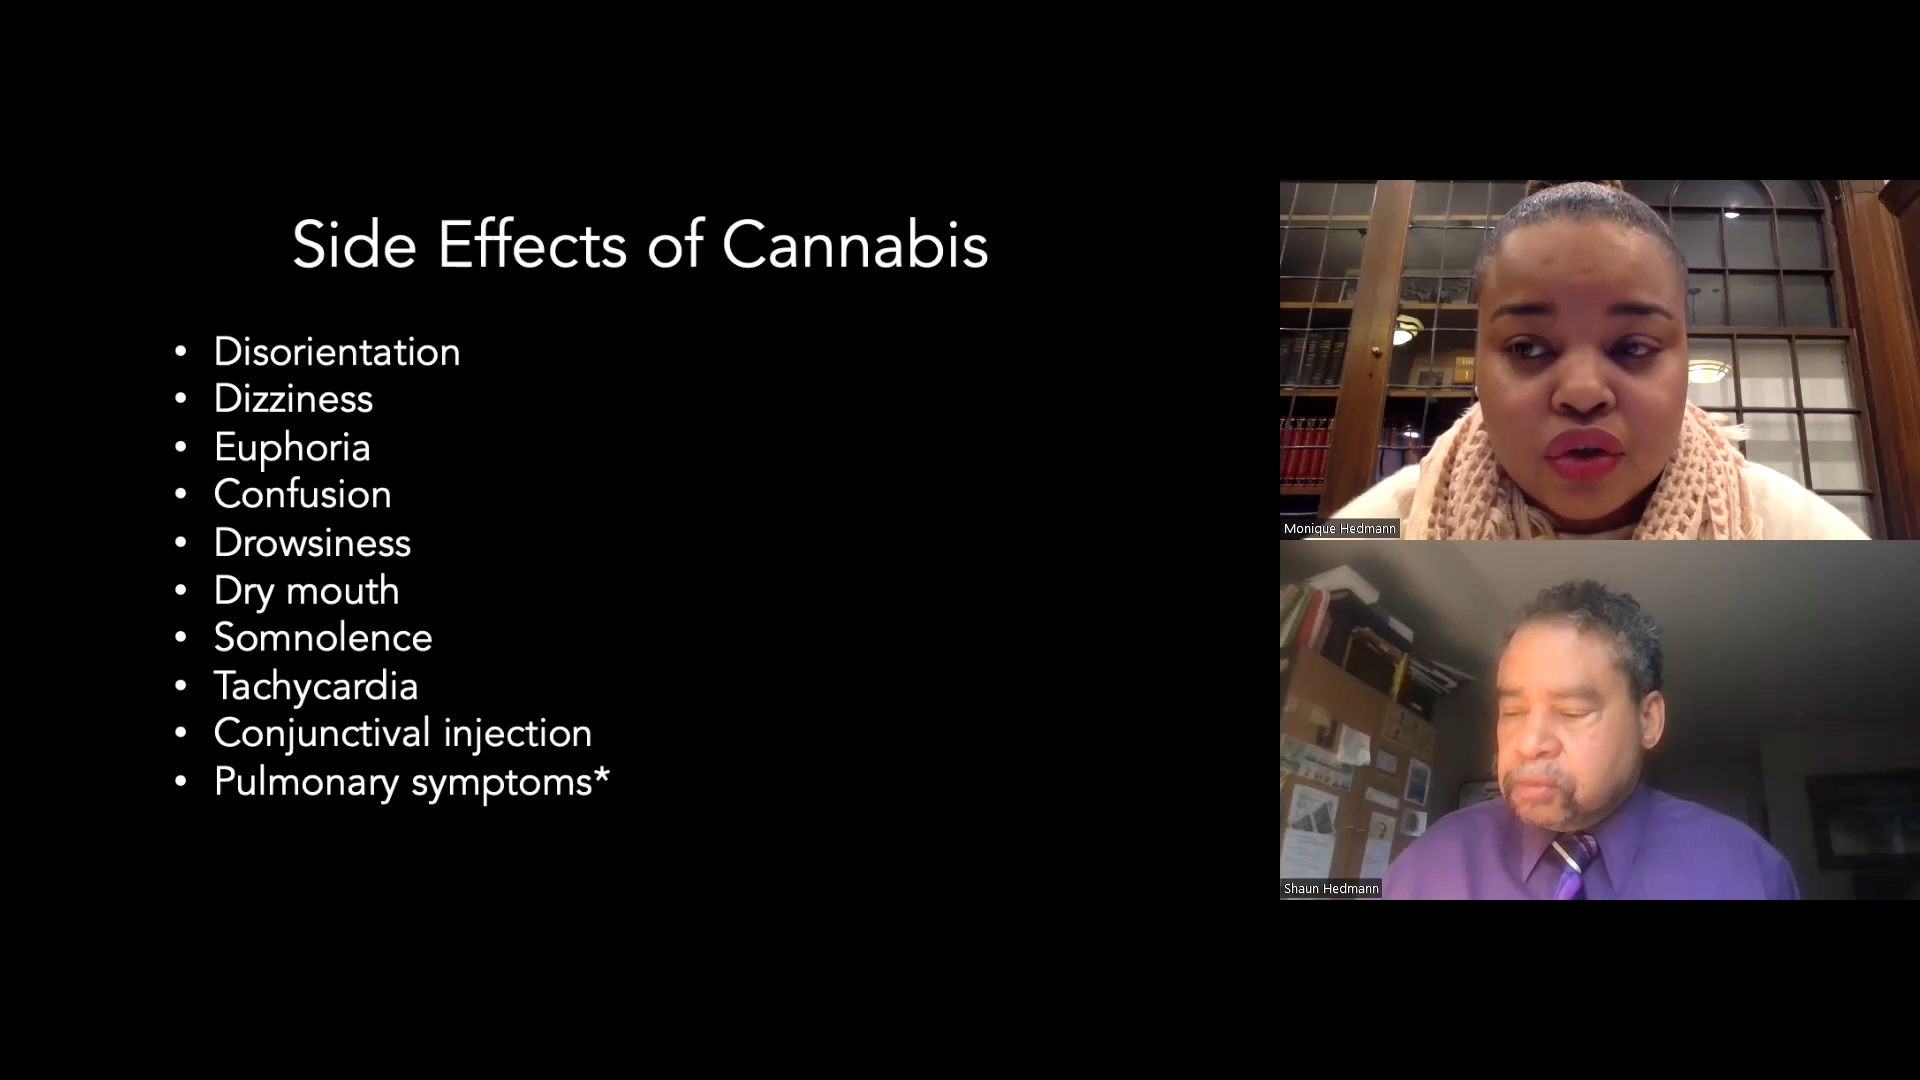 Side Effects of Cannabis
• Disorientation
• Dizziness
• Euphoria
• Confusion
• Drowsiness
• Dry mouth
• Somnolence
• Tachycardia
• Conjunctival injection
• Pulmonary symptoms*
Monique Hedmann
Shaun Hedmann